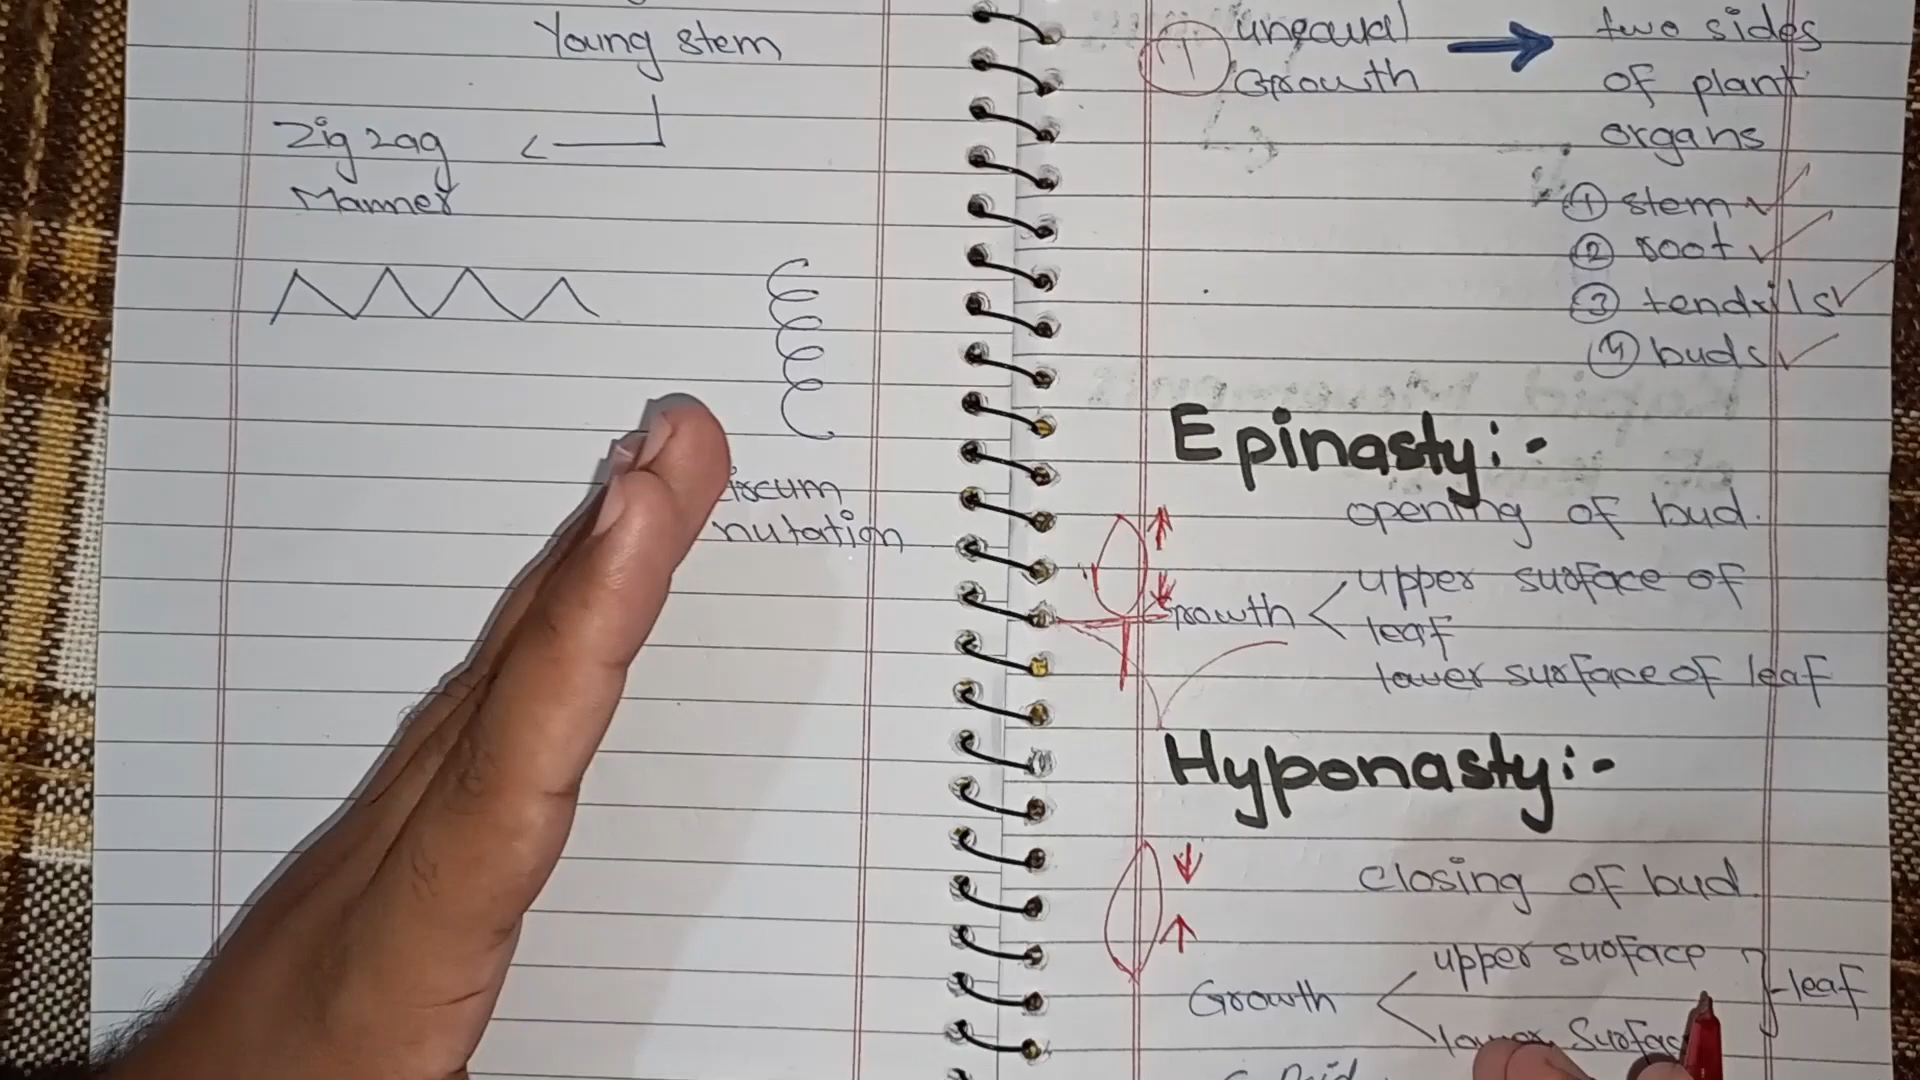 Young stem
Zig zag
Manner
nutation
① unequal
Growth
two sides
of plant
organs
① stem ✓
② root ✓
③ tendrils ✓
④ buds ✓
Epinasty:-
opening of bud.
upper surface of
Growth <
leaf
lower surface of leaf
Hyponasty:-
closing of bud
upper surface
Growth < leaf
lower